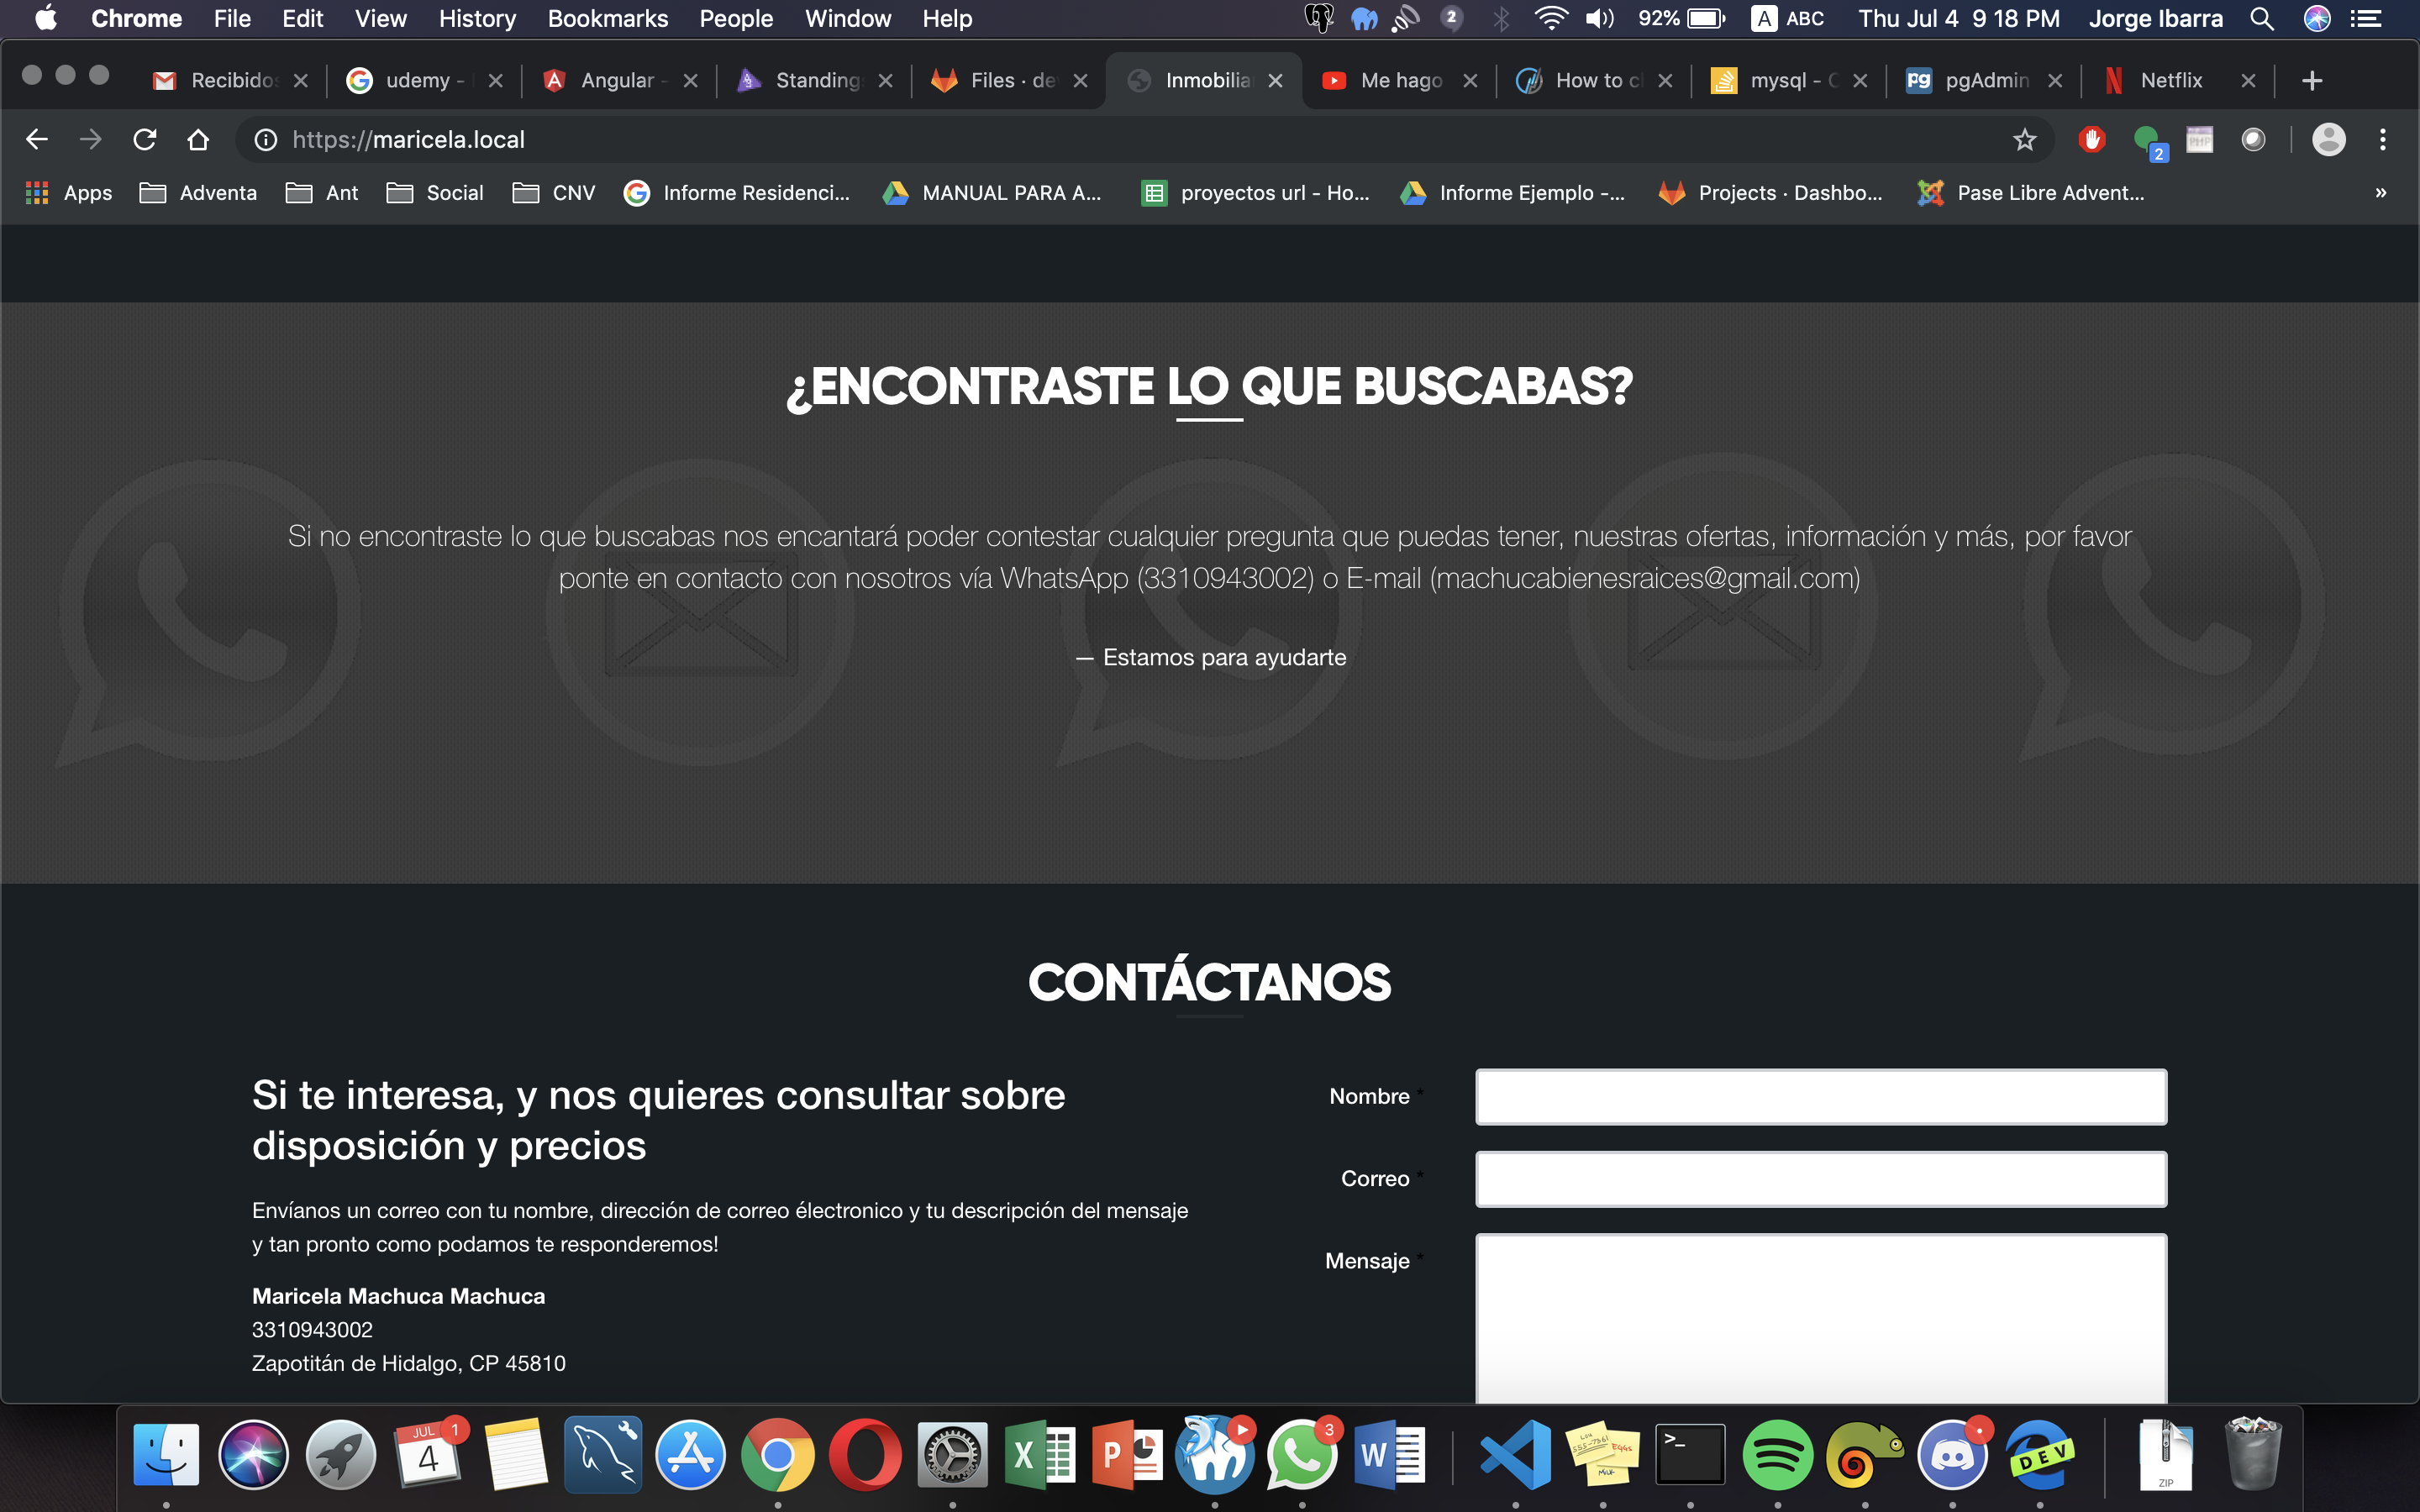 Chrome File Edit View History Bookmarks People Window Help 2 92% A ABC Thu Jul 4 9 18 PM Jorge Ibarra
Recibidos udemy - Angular - Standing Files · de Inmobilia Me hago How to c mysql - C pgAdmin Netflix
https://maricela.local 2
Apps Adventa Ant Social CNV Informe Residenci... MANUAL PARA A... proyectos url - Ho... Informe Ejemplo -... Projects · Dashbo... Pase Libre Advent... »
¿ENCONTRASTE LO QUE BUSCABAS?
Si no encontraste lo que buscabas nos encantará poder contestar cualquier pregunta que puedas tener, nuestras ofertas, información y más, por favor
ponte en contacto con nosotros vía WhatsApp (3310943002) o E-mail (machucabienesraices@gmail.com)
— Estamos para ayudarte
CONTÁCTANOS
Si te interesa, y nos quieres consultar sobre
disposición y precios
Envíanos un correo con tu nombre, dirección de correo électronico y tu descripción del mensaje
y tan pronto como podamos te responderemos!
Maricela Machuca Machuca
3310943002
Zapotitán de Hidalgo, CP 45810
Nombre *
Correo *
Mensaje *
JUL 4 1 X P 3 W >_ DEV ZIP